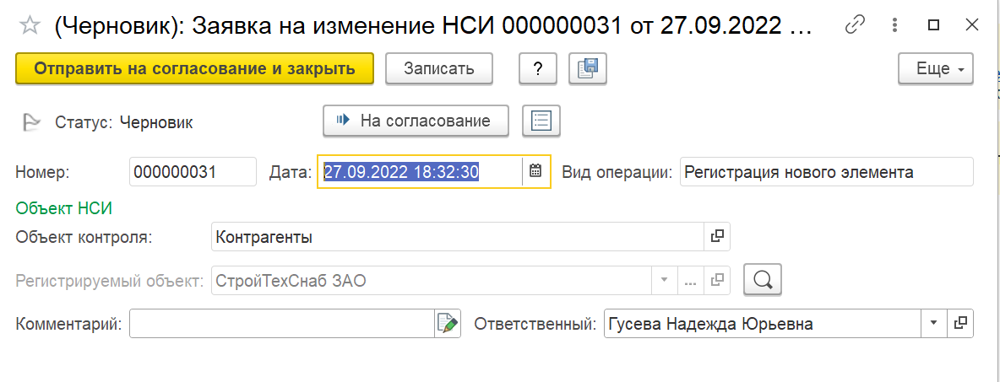 (Черновик): Заявка на изменение НСИ 000000031 от 27.09.2022 ...
Отправить на согласование и закрыть Записать ? Еще
Статус: Черновик На согласование
Номер: 000000031 Дата: 27.09.2022 18:32:30 Вид операции: Регистрация нового элемента
Объект НСИ
Объект контроля: Контрагенты
Регистрируемый объект: СтройТехСнаб ЗАО ...
Комментарий: Ответственный: Гусева Надежда Юрьевна